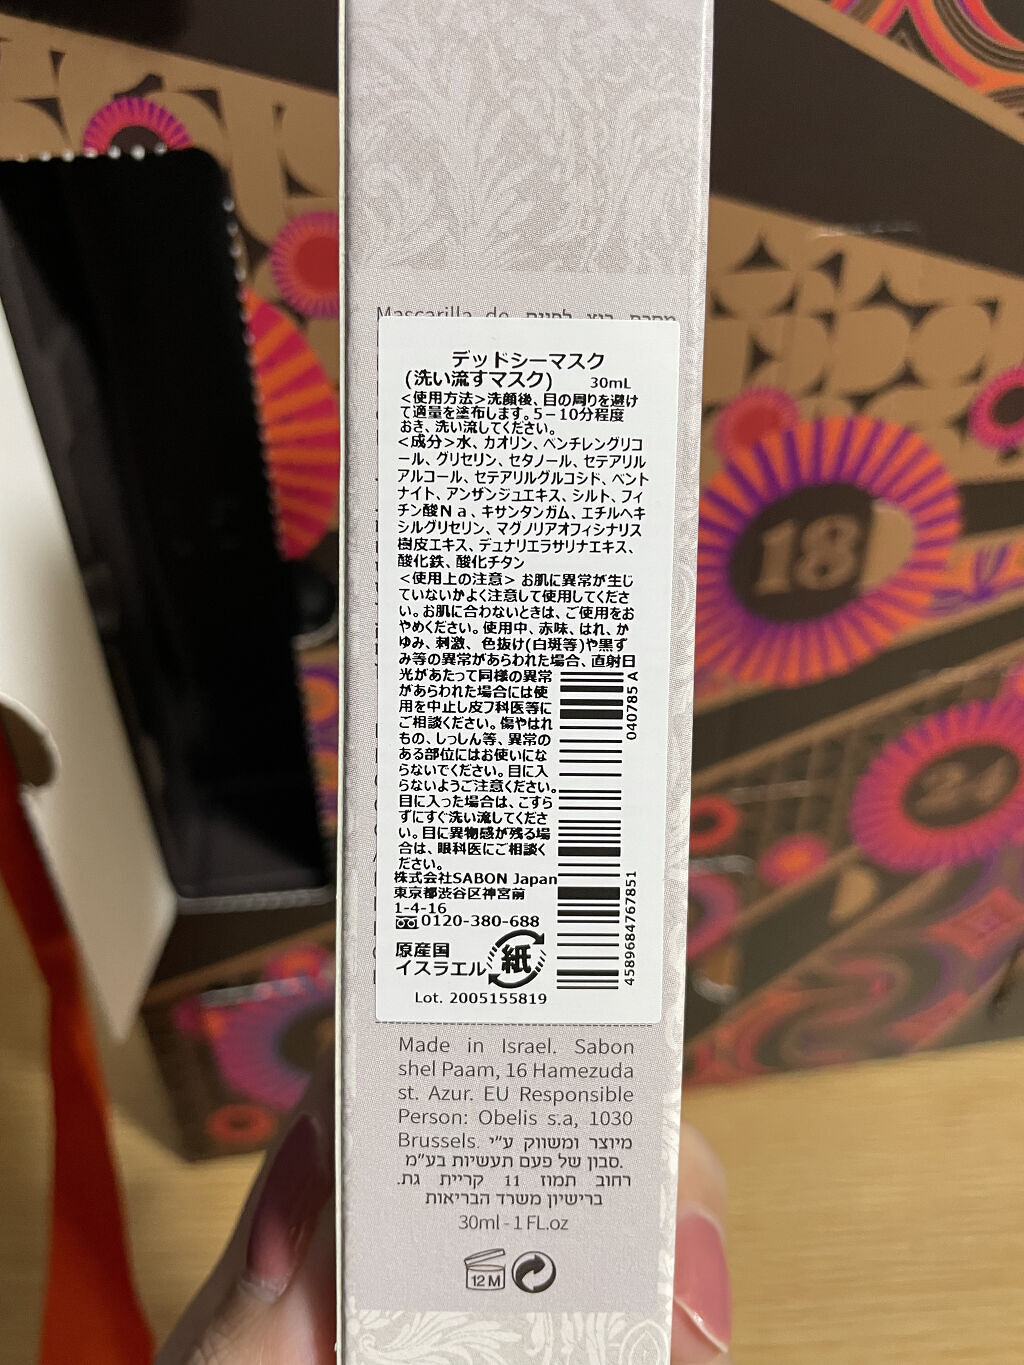 Mascarilla de
デッドシーマスク
(洗い流すマスク) 30mL
<使用方法>洗顔後、目の周りを避け
て適量を塗布します。5−10分程度
おき、洗い流してください。
<成分>水、カオリン、ペンチレングリコ
ール、グリセリン、セタノール、セテアリル
アルコール、セテアリルグルコシド、ベント
ナイト、アンザンジュエキス、シルト、フィ
チン酸Na、キサンタンガム、エチルヘキ
シルグリセリン、マグノリアオフィシナリス
樹皮エキス、デュナリエラサリナエキス、
酸化鉄、酸化チタン
<使用上の注意> お肌に異常が生じ
ていないかよく注意して使用してくださ
い。お肌に合わないときは、ご使用をお
やめください。使用中、赤味、はれ、か
ゆみ、刺激、色抜け(白斑等)や黒ず
み等の異常があらわれた場合、直射日
光があたって同様の異常
があらわれた場合には使
用を中止し皮フ科医等に
ご相談ください。傷やはれ
もの、しっしん等、異常の
ある部位にはお使いにな
らないでください。目に入
らないようご注意ください。
目に入った場合は、こすら
ずにすぐ洗い流してくださ
い。目に異物感が残る場
合は、眼科医にご相談く
ださい。
株式会社SABON Japan
東京都渋谷区神宮前
1-4-16
0120-380-688
原産国
イスラエル
紙
Lot. 2005155819
040785 A
4589684767851
Made in Israel. Sabon
shel Paam, 16 Hamezuda
st. Azur. EU Responsible
Person: Obelis s.a, 1030
Brussels. מיוצר ומשווק ע״י
סבון של פעם תעשיות בע״מ.
רחוב תמוז 11 קריית גת.
ברישיון משרד הבריאות
30ml - 1 FL.oz
12 M
18
24